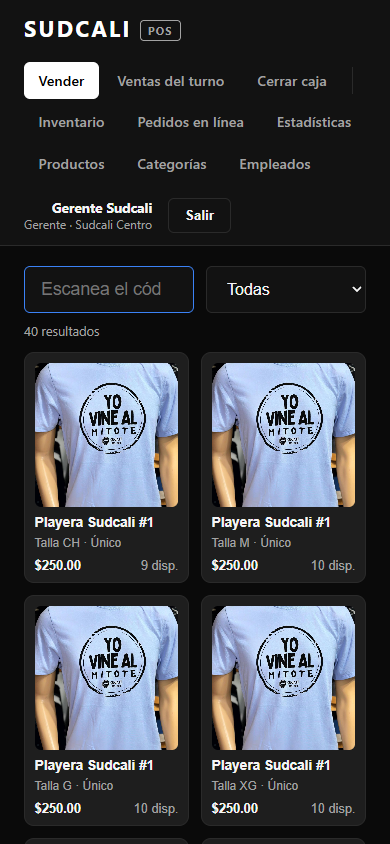 SUDCALI POS
Vender Ventas del turno Cerrar caja
Inventario Pedidos en línea Estadísticas
Productos Categorías Empleados
Gerente Sudcali
Gerente · Sudcali Centro
Salir
Escanea el cód
Todas
40 resultados
YO
VINE AL
MITOTE
Playera Sudcali #1
Talla CH · Único
$250.00 9 disp.
YO
VINE AL
MITOTE
Playera Sudcali #1
Talla M · Único
$250.00 10 disp.
YO
VINE AL
MITOTE
Playera Sudcali #1
Talla G · Único
$250.00 10 disp.
YO
VINE AL
MITOTE
Playera Sudcali #1
Talla XG · Único
$250.00 10 disp.